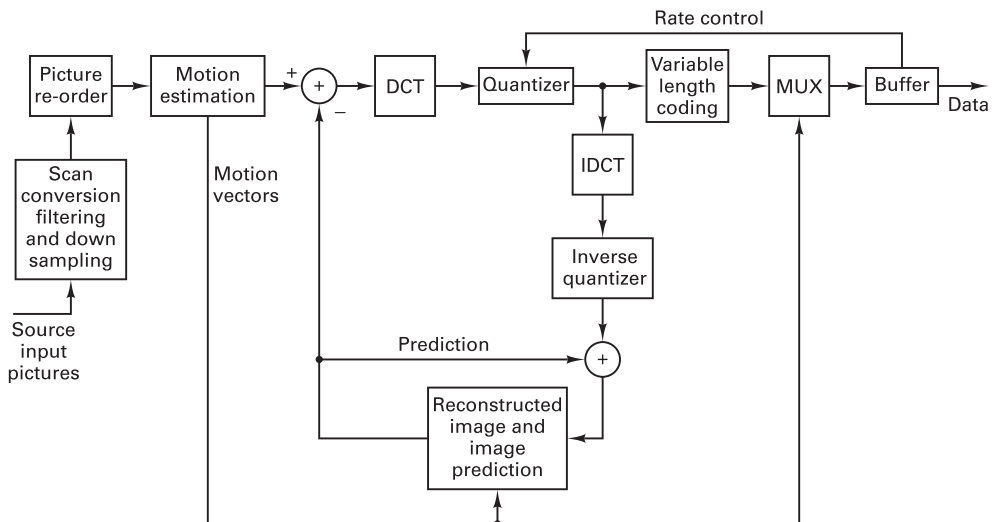 Rate control
Picture
re-order
Motion
estimation
+
+
−
DCT
Quantizer
Variable
length
coding
MUX
Buffer
Data
Scan
conversion
filtering
and down
sampling
Motion
vectors
IDCT
Inverse
quantizer
Source
input
pictures
Prediction
+
Reconstructed
image and
image
prediction